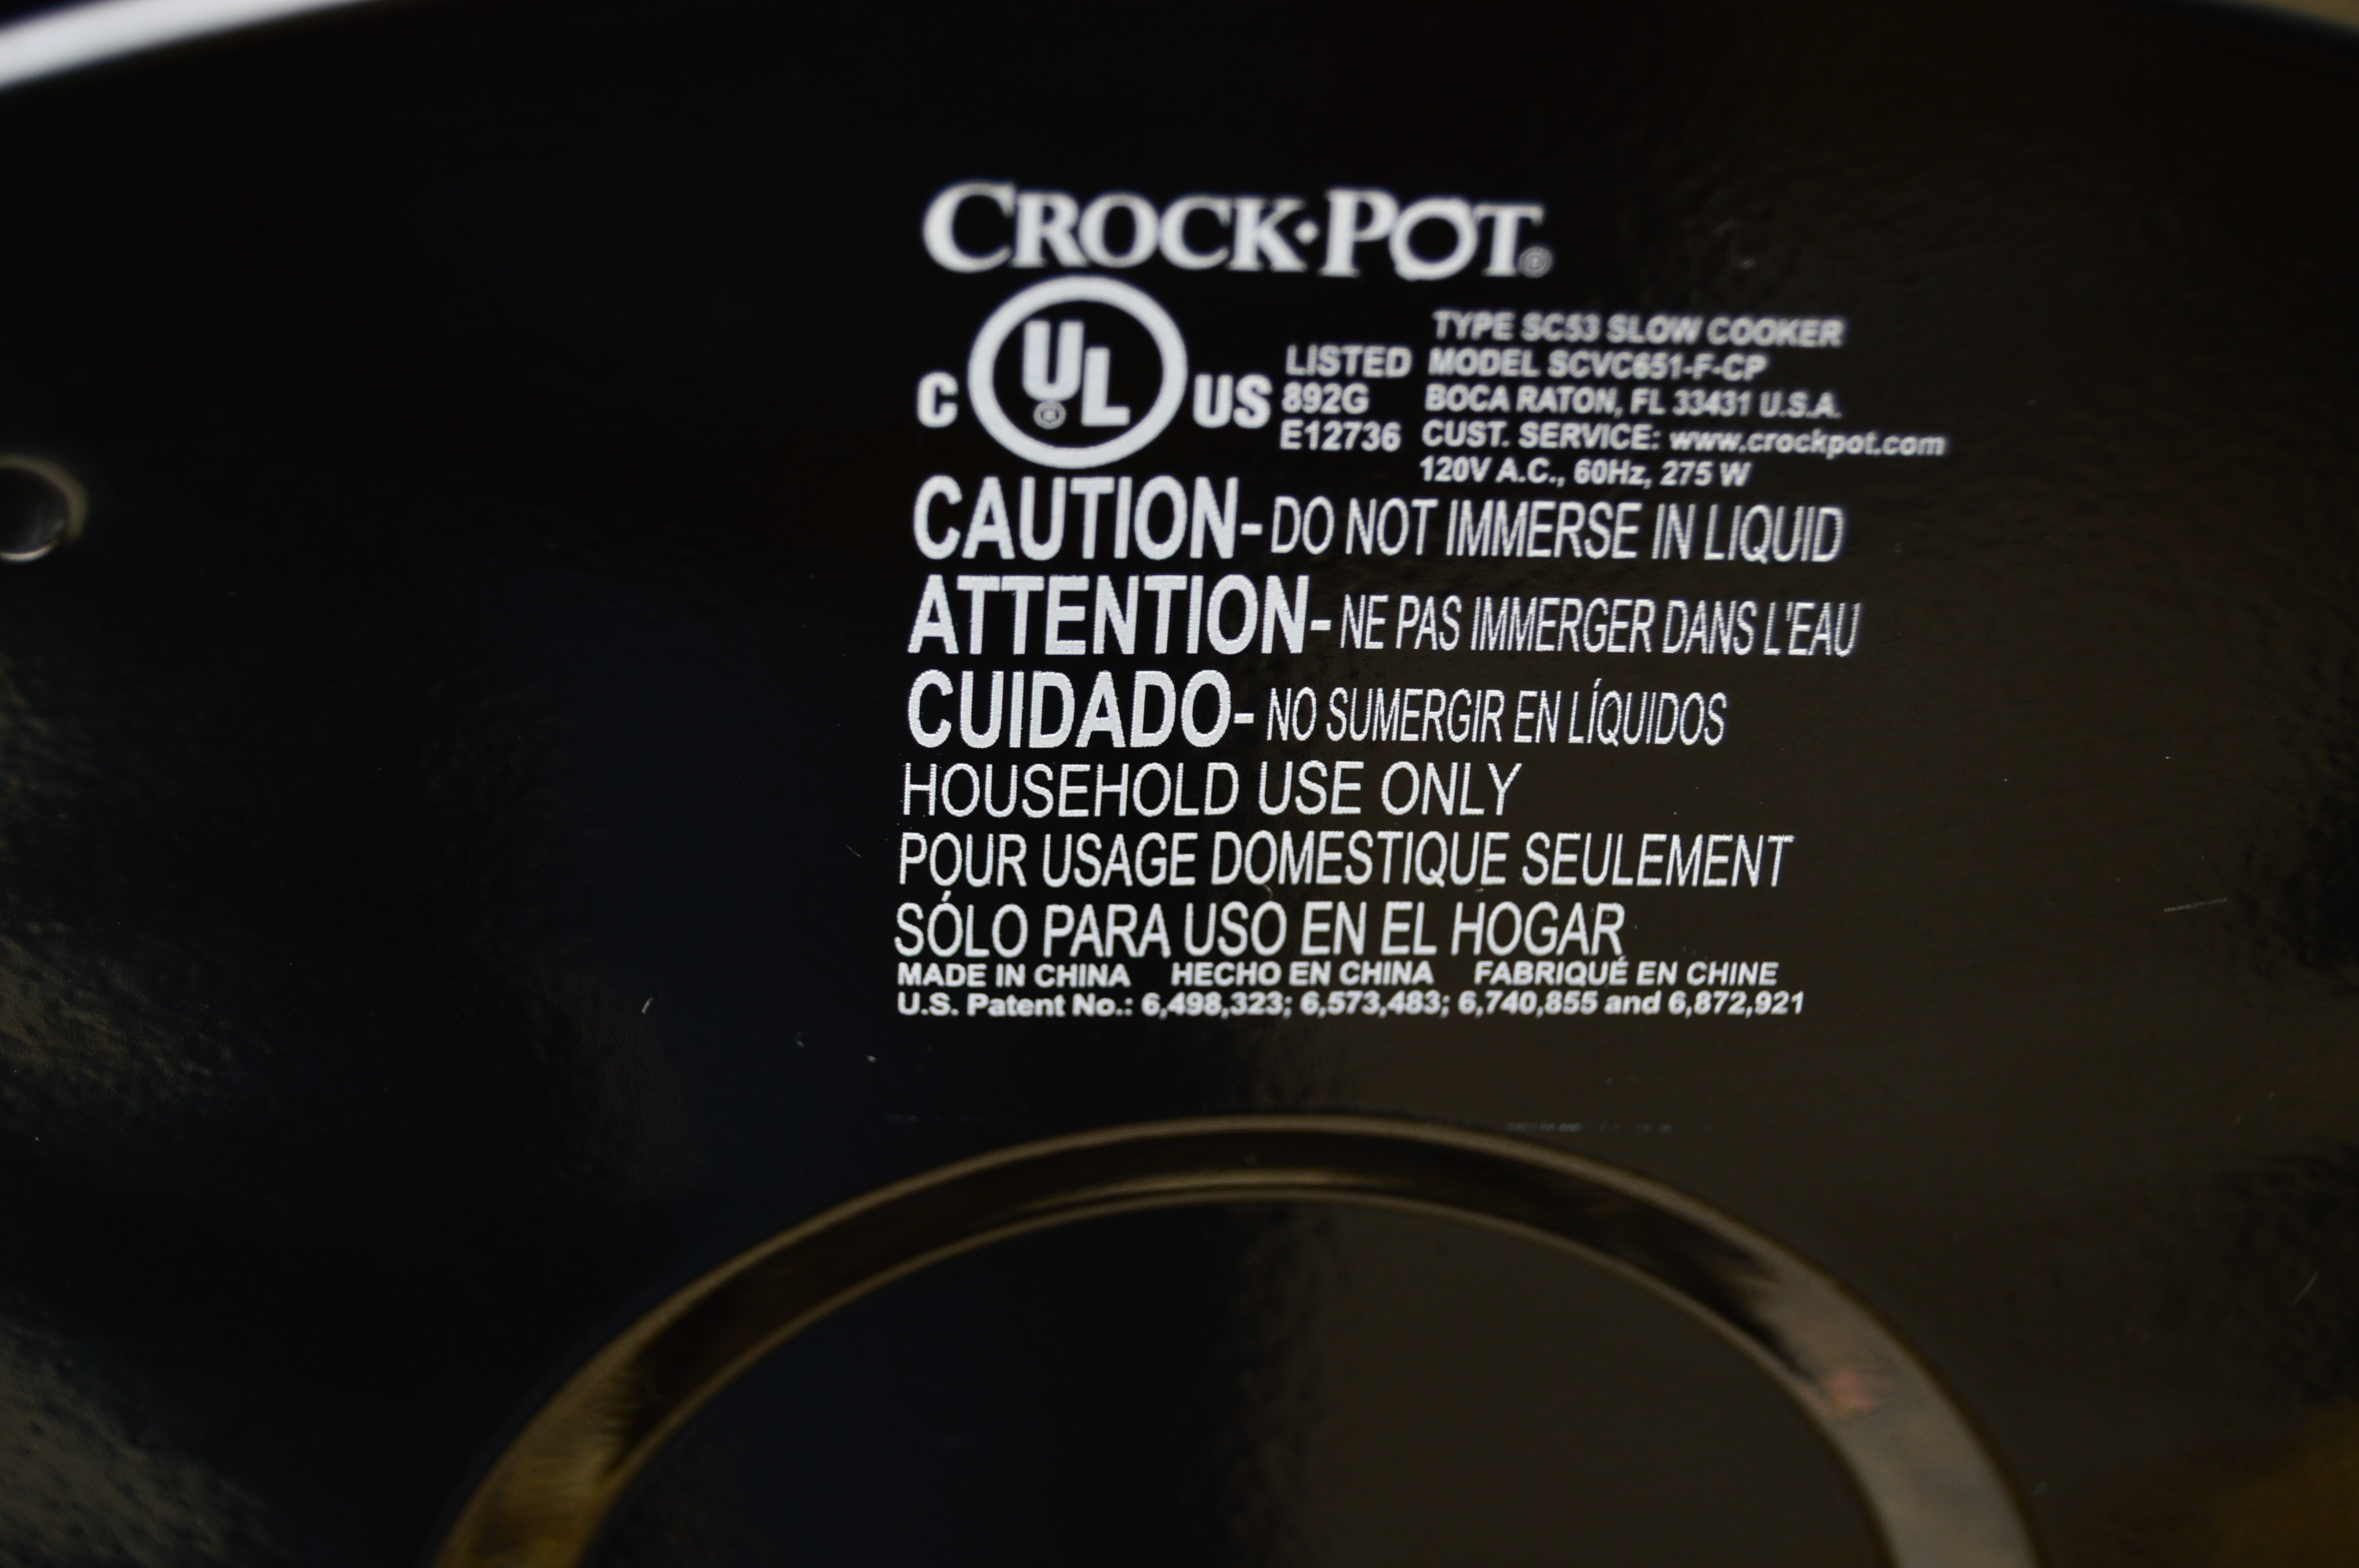 CROCK·POT®
C UL® US
LISTED
892G
E12736
TYPE SC53 SLOW COOKER
MODEL SCVC651-F-CP
BOCA RATON, FL 33431 U.S.A.
CUST. SERVICE: www.crockpot.com
120V A.C., 60Hz, 275 W
CAUTION- DO NOT IMMERSE IN LIQUID
ATTENTION- NE PAS IMMERGER DANS L'EAU
CUIDADO- NO SUMERGIR EN LÍQUIDOS
HOUSEHOLD USE ONLY
POUR USAGE DOMESTIQUE SEULEMENT
SÓLO PARA USO EN EL HOGAR
MADE IN CHINA HECHO EN CHINA FABRIQUÉ EN CHINE
U.S. Patent No.: 6,498,323; 6,573,483; 6,740,855 and 6,872,921